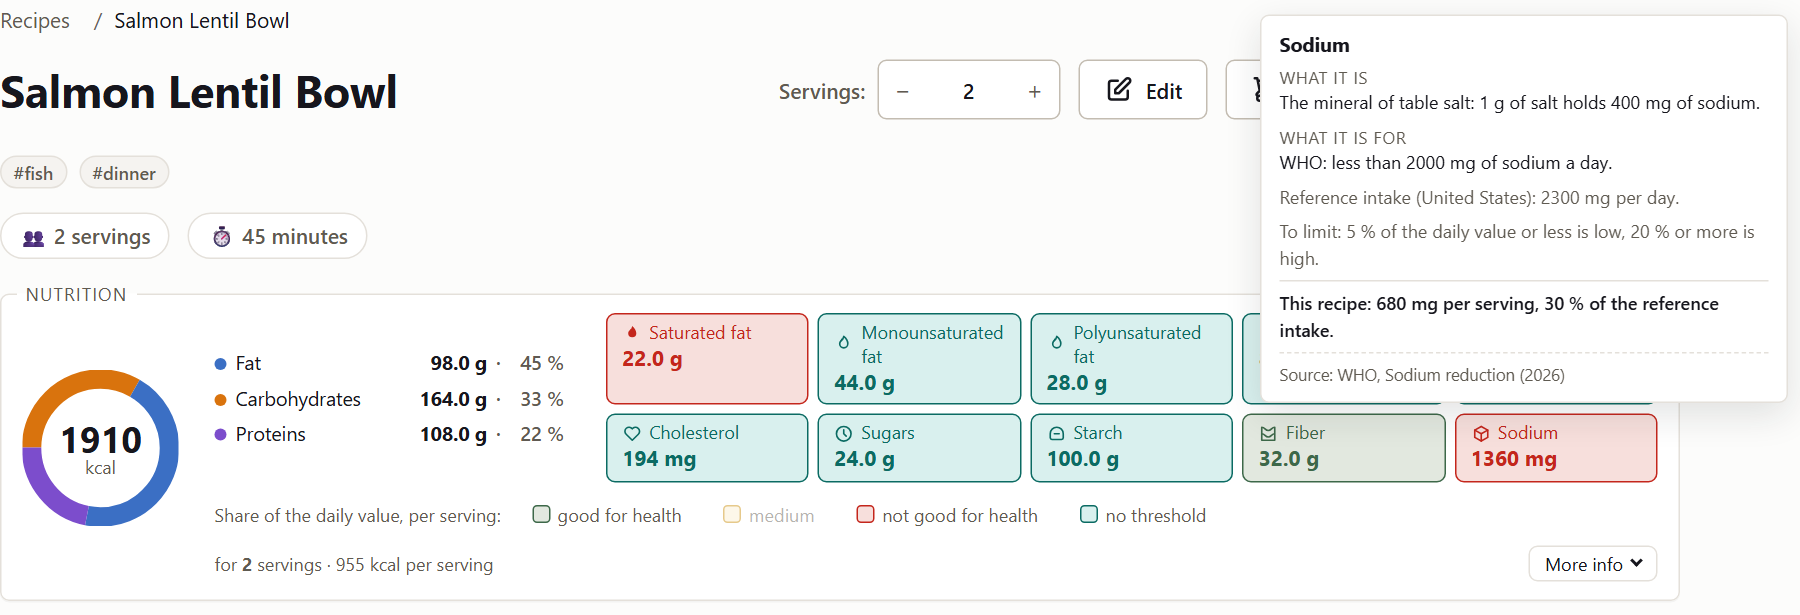 Recipes / Salmon Lentil Bowl
Salmon Lentil Bowl
Servings: − 2 + Edit
#fish #dinner
2 servings 45 minutes
NUTRITION
1910
kcal
Fat 98.0 g · 45 %
Carbohydrates 164.0 g · 33 %
Proteins 108.0 g · 22 %
Saturated fat
22.0 g
Monounsaturated
fat
44.0 g
Polyunsaturated
fat
28.0 g
Cholesterol
194 mg
Sugars
24.0 g
Starch
100.0 g
Fiber
32.0 g
Sodium
1360 mg
Share of the daily value, per serving: good for health medium not good for health no threshold
for 2 servings · 955 kcal per serving
More info
Sodium
WHAT IT IS
The mineral of table salt: 1 g of salt holds 400 mg of sodium.
WHAT IT IS FOR
WHO: less than 2000 mg of sodium a day.
Reference intake (United States): 2300 mg per day.
To limit: 5 % of the daily value or less is low, 20 % or more is
high.
This recipe: 680 mg per serving, 30 % of the reference
intake.
Source: WHO, Sodium reduction (2026)